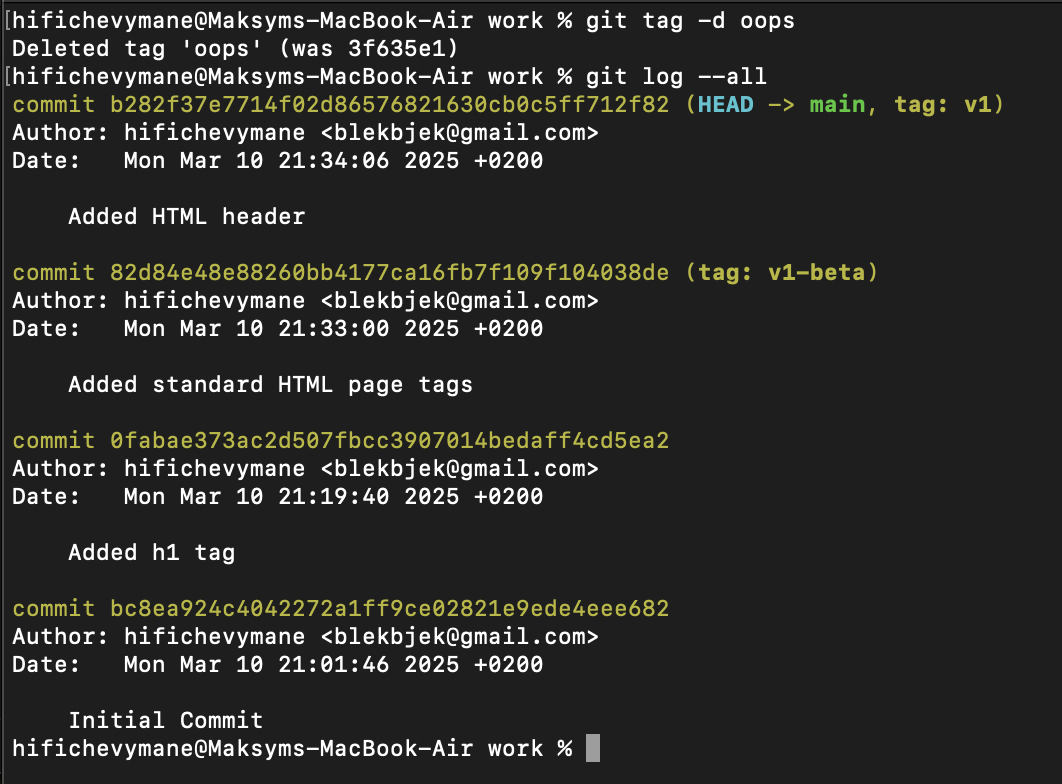 [hifichevymane@Maksyms-MacBook-Air work % git tag -d oops
Deleted tag 'oops' (was 3f635e1)
[hifichevymane@Maksyms-MacBook-Air work % git log --all
commit b282f37e7714f02d86576821630cb0c5ff712f82 (HEAD -> main, tag: v1)
Author: hifichevymane <blekbjek@gmail.com>
Date:   Mon Mar 10 21:34:06 2025 +0200

    Added HTML header

commit 82d84e48e88260bb4177ca16fb7f109f104038de (tag: v1-beta)
Author: hifichevymane <blekbjek@gmail.com>
Date:   Mon Mar 10 21:33:00 2025 +0200

    Added standard HTML page tags

commit 0fabae373ac2d507fbcc3907014bedaff4cd5ea2
Author: hifichevymane <blekbjek@gmail.com>
Date:   Mon Mar 10 21:19:40 2025 +0200

    Added h1 tag

commit bc8ea924c4042272a1ff9ce02821e9ede4eee682
Author: hifichevymane <blekbjek@gmail.com>
Date:   Mon Mar 10 21:01:46 2025 +0200

    Initial Commit
hifichevymane@Maksyms-MacBook-Air work %